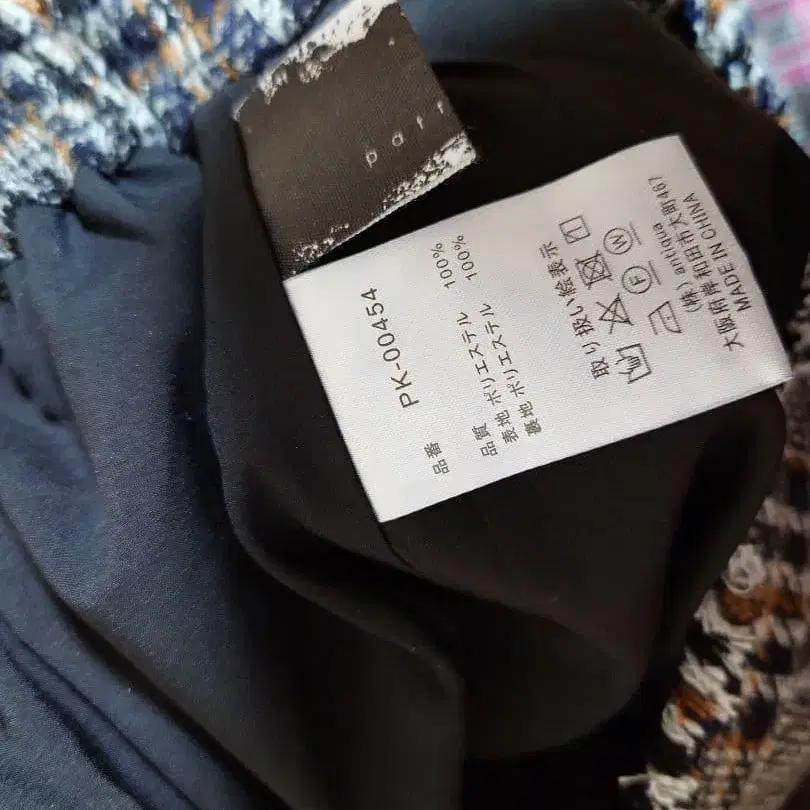 patt
品番 PK-00454
品質
表地 ポリエステル 100%
裏地 ポリエステル 100%
取り扱い絵表示
F W
(株) antiqua
大阪府岸和田市大町467
MADE IN CHINA